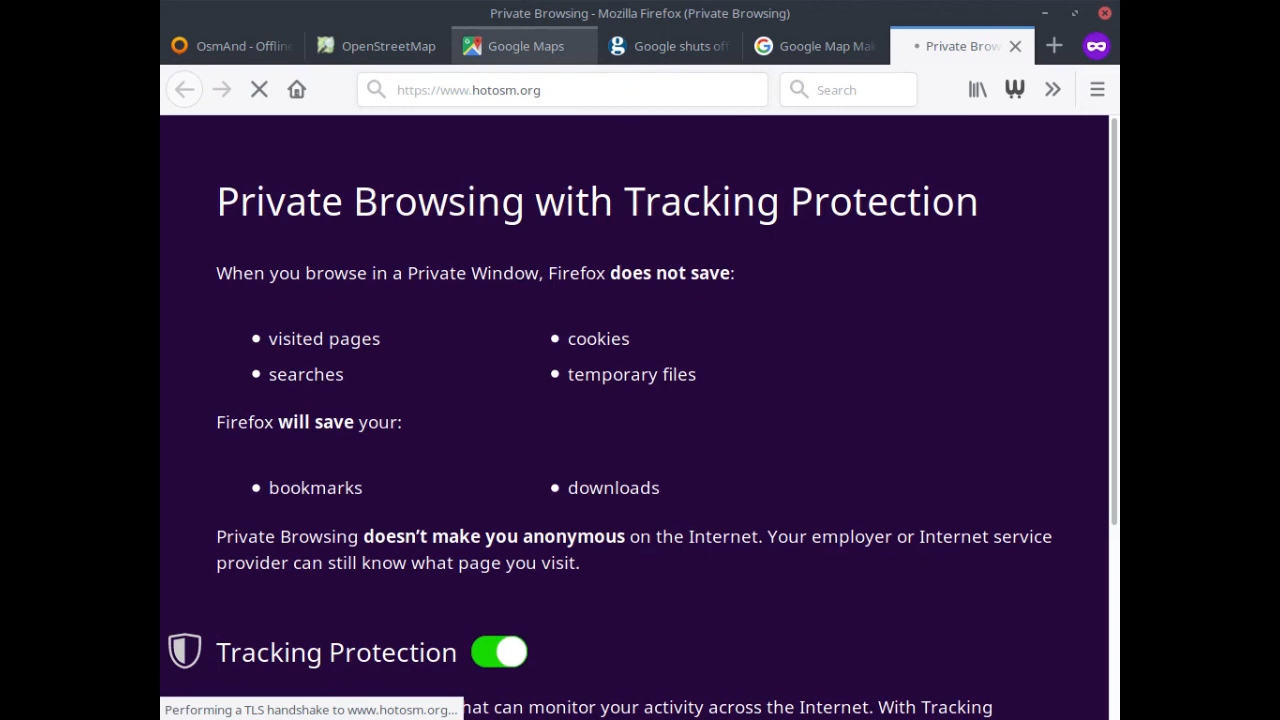 Private Browsing - Mozilla Firefox (Private Browsing)
OsmAnd - Offline
OpenStreetMap
Google Maps
Google shuts off
Google Map Mak
Private Brow
https://www.hotosm.org
Search
Private Browsing with Tracking Protection
When you browse in a Private Window, Firefox does not save:
visited pages
cookies
searches
temporary files
Firefox will save your:
bookmarks
downloads
Private Browsing doesn’t make you anonymous on the Internet. Your employer or Internet service
provider can still know what page you visit.
Tracking Protection
Performing a TLS handshake to www.hotosm.org...
hat can monitor your activity across the Internet. With Tracking